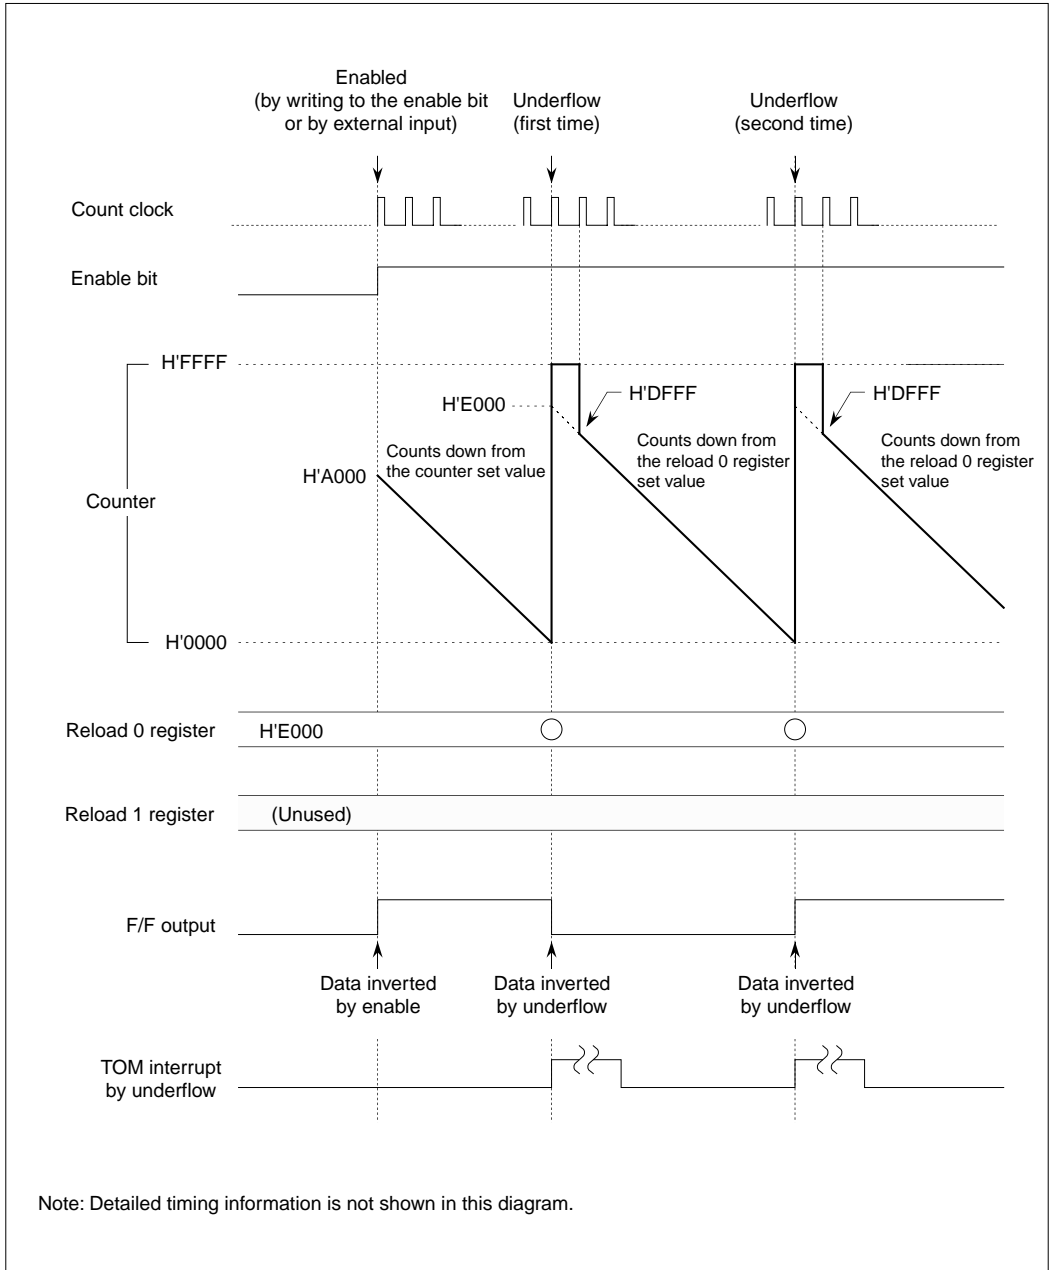 Enabled
(by writing to the enable bit
or by external input)
Underflow
(first time)
Underflow
(second time)
Count clock
Enable bit
H'FFFF
H'E000
H'DFFF
H'DFFF
Counts down from
the counter set value
Counts down from
the reload 0 register
set value
Counts down from
the reload 0 register
set value
H'A000
Counter
H'0000
Reload 0 register
H'E000
Reload 1 register
(Unused)
F/F output
Data inverted
by enable
Data inverted
by underflow
Data inverted
by underflow
TOM interrupt
by underflow
Note: Detailed timing information is not shown in this diagram.